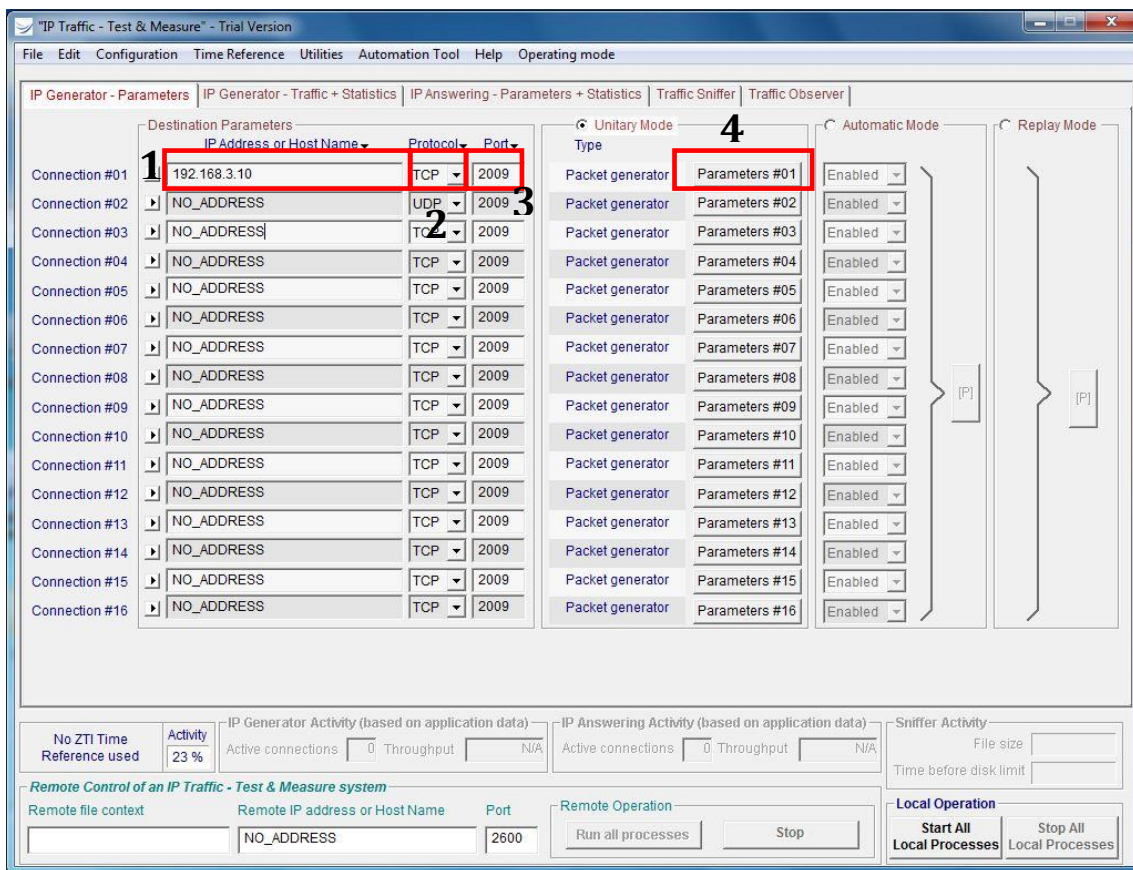 "IP Traffic - Test & Measure" - Trial Version
File Edit Configuration Time Reference Utilities Automation Tool Help Operating mode
IP Generator - Parameters IP Generator - Traffic + Statistics IP Answering - Parameters + Statistics Traffic Sniffer Traffic Observer
Destination Parameters Unitary Mode 4 Automatic Mode Replay Mode
IP Address or Host Name Protocol Port Type
Connection #01 1 192.168.3.10 TCP 2009 Packet generator Parameters #01 Enabled
Connection #02 NO_ADDRESS UDP 2009 3 Packet generator Parameters #02 Enabled
2
Connection #03 NO_ADDRESS TCP 2009 Packet generator Parameters #03 Enabled
Connection #04 NO_ADDRESS TCP 2009 Packet generator Parameters #04 Enabled
Connection #05 NO_ADDRESS TCP 2009 Packet generator Parameters #05 Enabled
Connection #06 NO_ADDRESS TCP 2009 Packet generator Parameters #06 Enabled
Connection #07 NO_ADDRESS TCP 2009 Packet generator Parameters #07 Enabled
Connection #08 NO_ADDRESS TCP 2009 Packet generator Parameters #08 Enabled
Connection #09 NO_ADDRESS TCP 2009 Packet generator Parameters #09 Enabled [P] [P]
Connection #10 NO_ADDRESS TCP 2009 Packet generator Parameters #10 Enabled
Connection #11 NO_ADDRESS TCP 2009 Packet generator Parameters #11 Enabled
Connection #12 NO_ADDRESS TCP 2009 Packet generator Parameters #12 Enabled
Connection #13 NO_ADDRESS TCP 2009 Packet generator Parameters #13 Enabled
Connection #14 NO_ADDRESS TCP 2009 Packet generator Parameters #14 Enabled
Connection #15 NO_ADDRESS TCP 2009 Packet generator Parameters #15 Enabled
Connection #16 NO_ADDRESS TCP 2009 Packet generator Parameters #16 Enabled
No ZTI Time
Reference used
Activity
23 %
IP Generator Activity (based on application data)
Active connections 0 Throughput N/A
IP Answering Activity (based on application data)
Active connections 0 Throughput N/A
Sniffer Activity
File size
Time before disk limit
Remote Control of an IP Traffic - Test & Measure system
Remote file context Remote IP address or Host Name Port
NO_ADDRESS 2600
Remote Operation
Run all processes Stop
Local Operation
Start All
Local Processes
Stop All
Local Processes